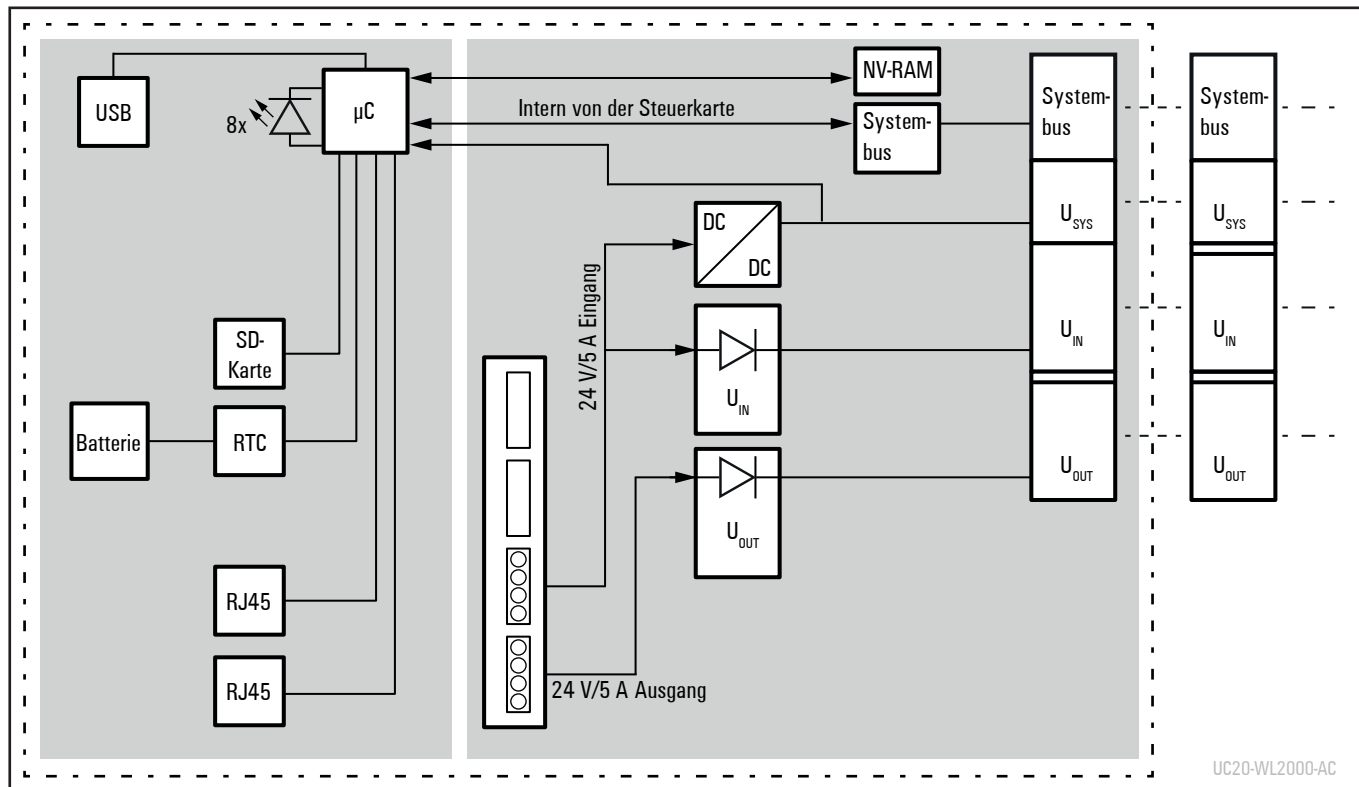 USB
8x
µC
Intern von der Steuerkarte
NV-RAM
System-
bus
SD-
Karte
Batterie
RTC
RJ45
RJ45
24 V/5 A Eingang
24 V/5 A Ausgang
DC
DC
U_IN
U_OUT
System-
bus
U_SYS
U_IN
U_OUT
System-
bus
U_SYS
U_IN
U_OUT
UC20-WL2000-AC